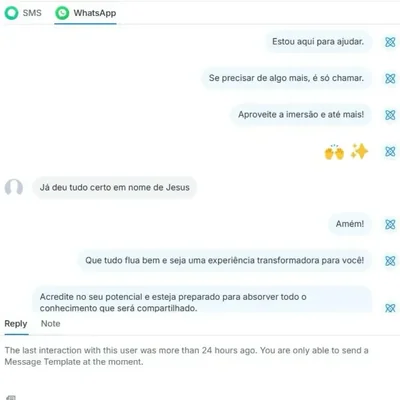 SMS WhatsApp
Estou aqui para ajudar.
Se precisar de algo mais, é só chamar.
Aproveite a imersão e até mais!
🙌✨
Já deu tudo certo em nome de Jesus
Amém!
Que tudo flua bem e seja uma experiência transformadora para você!
Acredite no seu potencial e esteja preparado para absorver todo o
conhecimento que será compartilhado.
Reply Note
The last interaction with this user was more than 24 hours ago. You are only able to send a
Message Template at the moment.